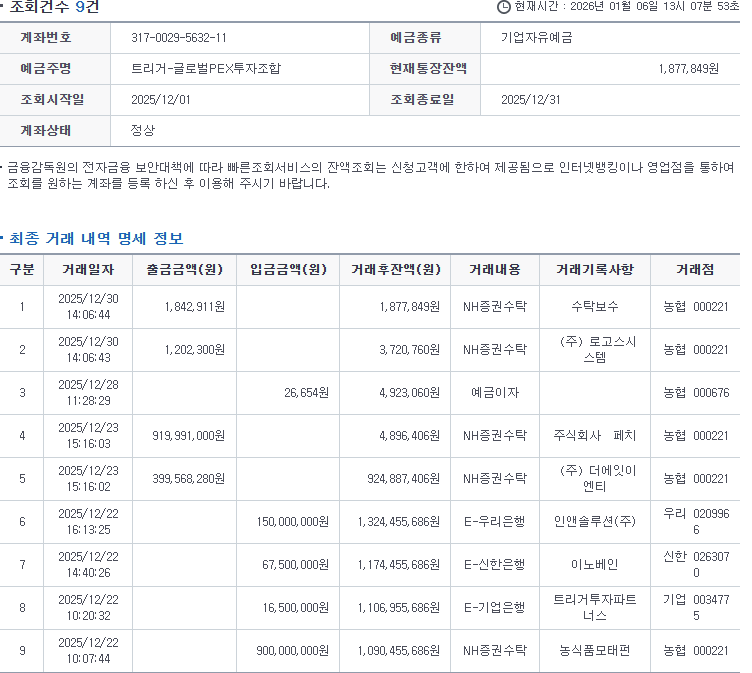 조회건수 9건
현재시간 : 2026년 01월 06일 13시 07분 53초
계좌번호 317-0029-5632-11 예금종류 기업자유예금
예금주명 트리거-글로벌PEX투자조합 현재통장잔액 1,877,849원
조회시작일 2025/12/01 조회종료일 2025/12/31
계좌상태 정상
금융감독원의 전자금융 보안대책에 따라 빠른조회서비스의 잔액조회는 신청고객에 한하여 제공됨으로 인터넷뱅킹이나 영업점을 통하여
조회를 원하는 계좌를 등록 하신 후 이용해 주시기 바랍니다.
최종 거래 내역 명세 정보
구분 거래일자 출금금액(원) 입금금액(원) 거래후잔액(원) 거래내용 거래기록사항 거래점
1 2025/12/30 14:06:44 1,842,911원 1,877,849원 NH증권수탁 수탁보수 농협 000221
2 2025/12/30 14:06:43 1,202,300원 3,720,760원 NH증권수탁 (주) 로고스시스템 농협 000221
3 2025/12/28 11:28:29 26,654원 4,923,060원 예금이자 농협 000676
4 2025/12/23 15:16:03 919,991,000원 4,896,406원 NH증권수탁 주식회사 페치 농협 000221
5 2025/12/23 15:16:02 399,568,280원 924,887,406원 NH증권수탁 (주) 더에잇이엔티 농협 000221
6 2025/12/22 16:13:25 150,000,000원 1,324,455,686원 E-우리은행 인앤솔루션(주) 우리 0209966
7 2025/12/22 14:40:26 67,500,000원 1,174,455,686원 E-신한은행 이노베인 신한 0263070
8 2025/12/22 10:20:32 16,500,000원 1,106,955,686원 E-기업은행 트리거투자파트너스 기업 0034775
9 2025/12/22 10:07:44 900,000,000원 1,090,455,686원 NH증권수탁 농식품모태펀 농협 000221